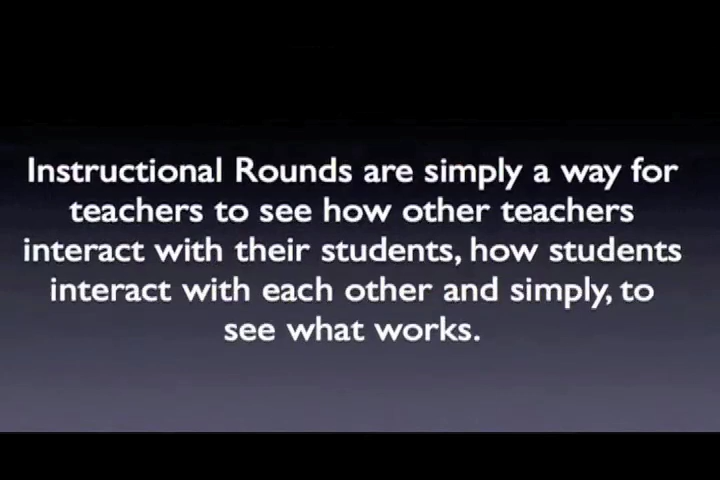 Instructional Rounds are simply a way for
teachers to see how other teachers
interact with their students, how students
interact with each other and simply, to
see what works.